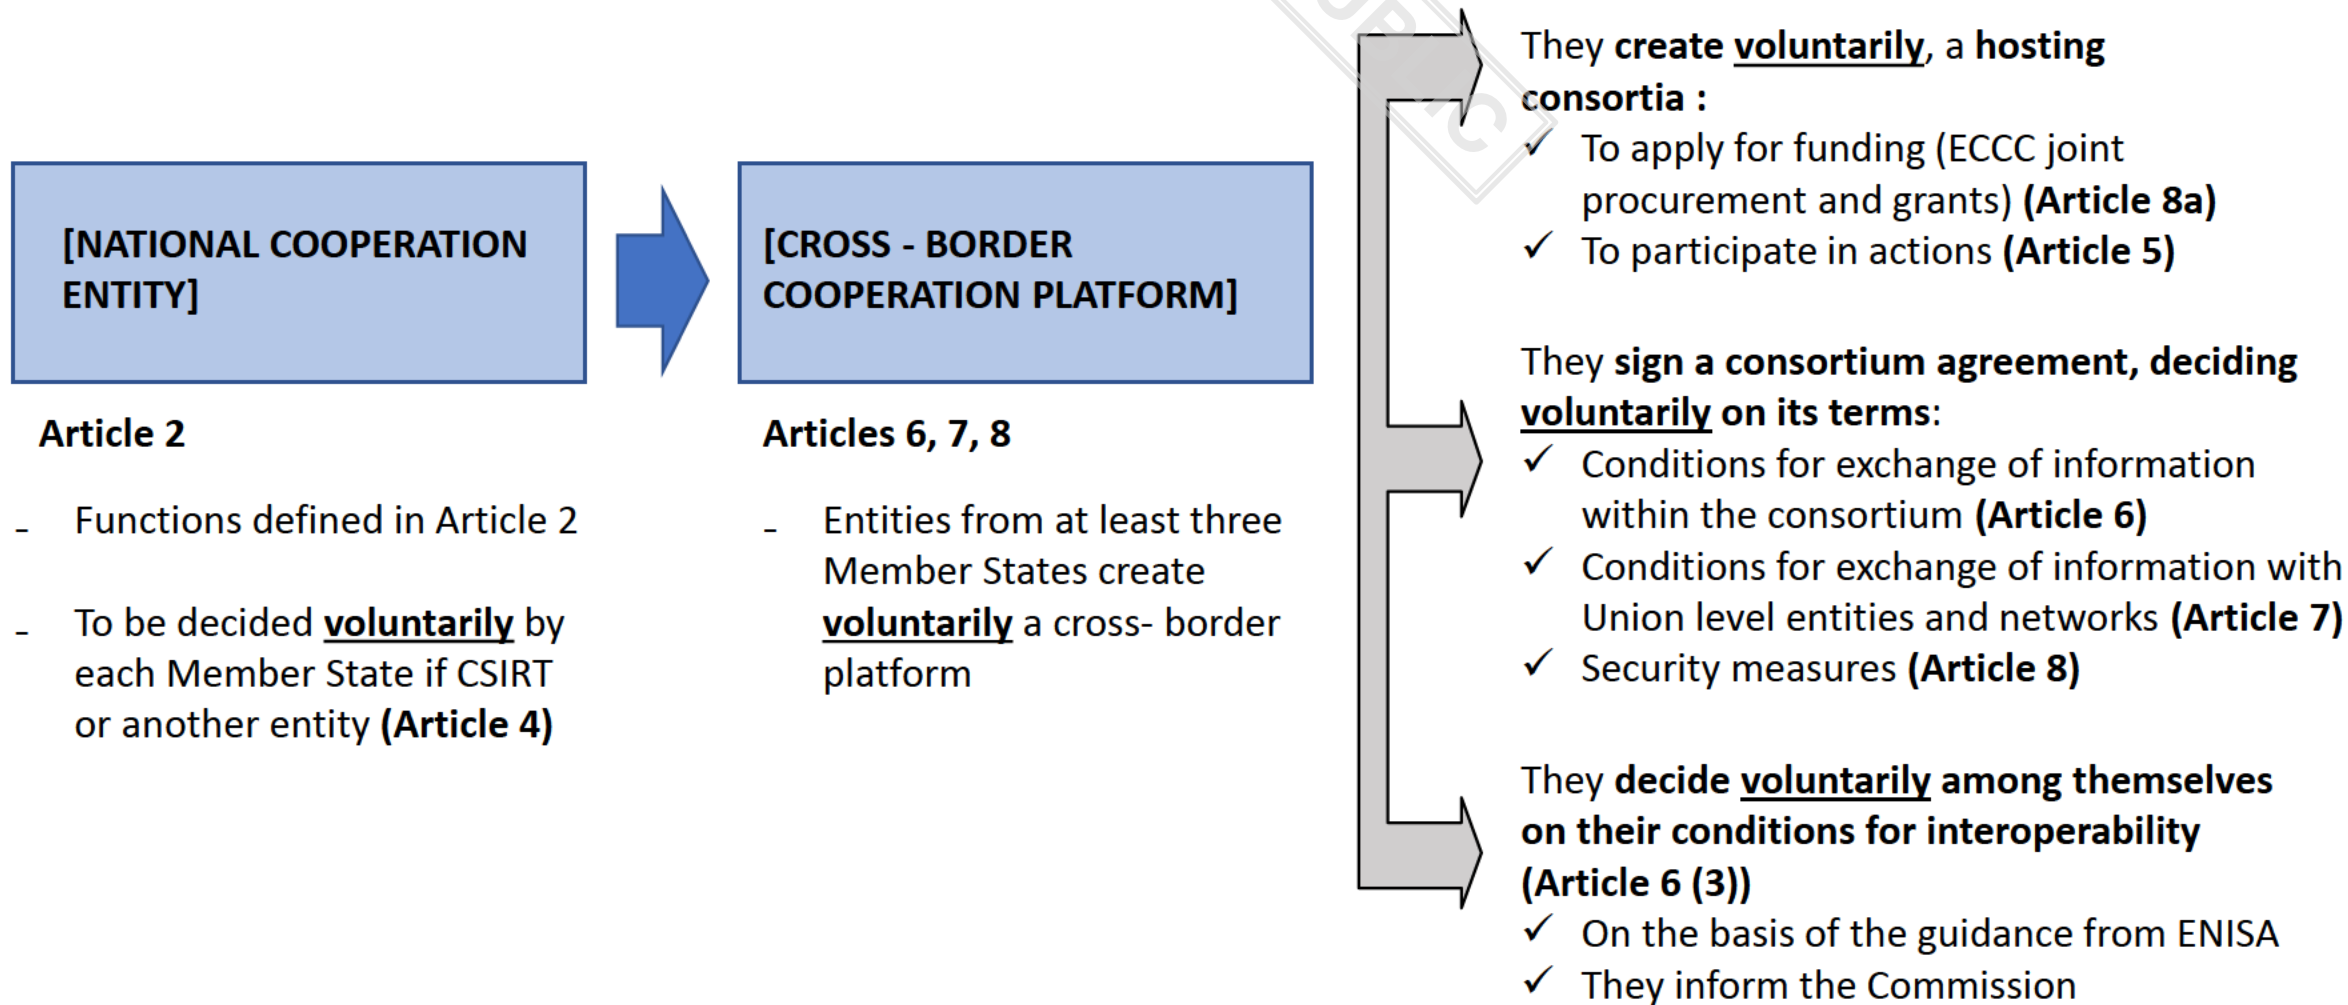 [NATIONAL COOPERATION
ENTITY]
Article 2
- Functions defined in Article 2
- To be decided voluntarily by
each Member State if CSIRT
or another entity (Article 4)
[CROSS - BORDER
COOPERATION PLATFORM]
Articles 6, 7, 8
- Entities from at least three
Member States create
voluntarily a cross- border
platform
They create voluntarily, a hosting
consortia :
✓ To apply for funding (ECCC joint
procurement and grants) (Article 8a)
✓ To participate in actions (Article 5)
They sign a consortium agreement, deciding
voluntarily on its terms:
✓ Conditions for exchange of information
within the consortium (Article 6)
✓ Conditions for exchange of information with
Union level entities and networks (Article 7)
✓ Security measures (Article 8)
They decide voluntarily among themselves
on their conditions for interoperability
(Article 6 (3))
✓ On the basis of the guidance from ENISA
✓ They inform the Commission